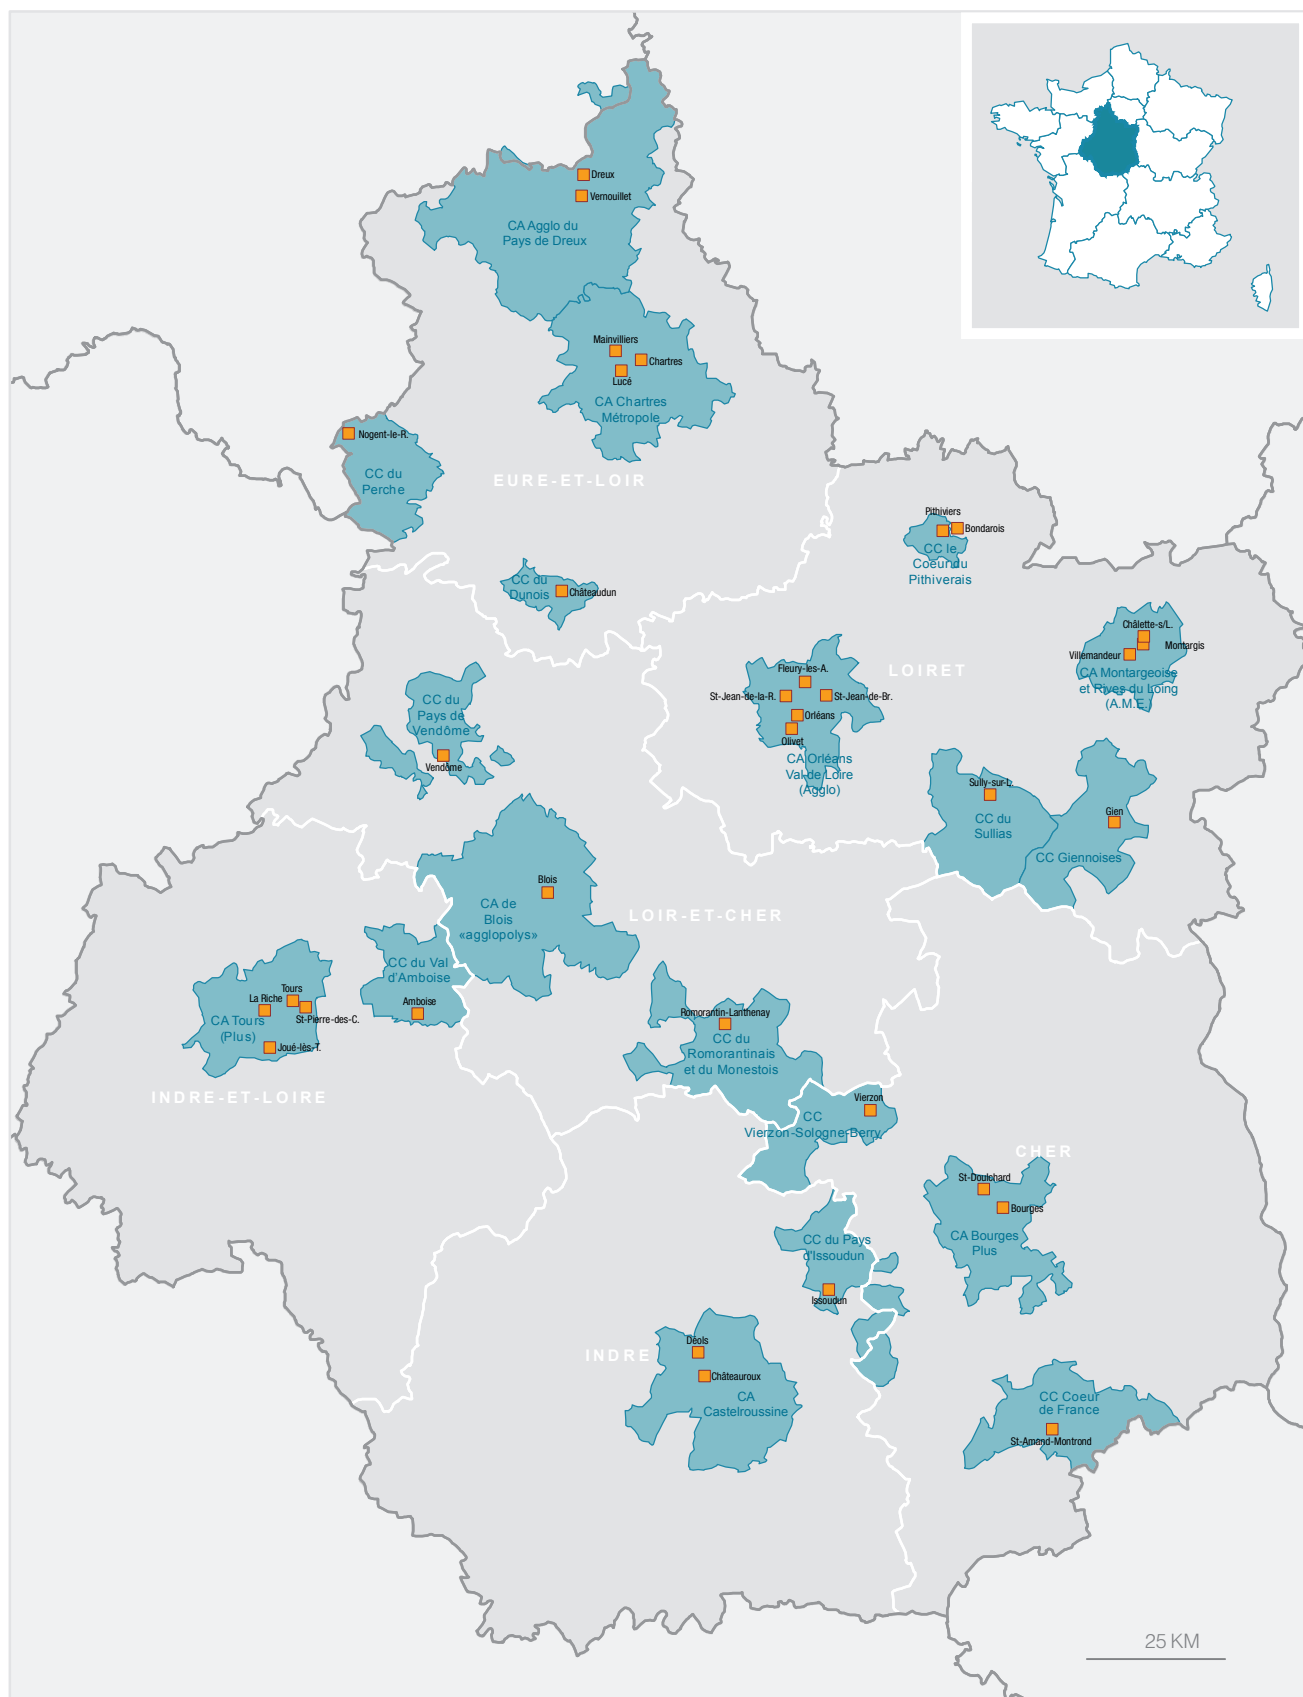 Dreux
Vernouillet
CA Agglo du
Pays de Dreux
Mainvilliers
Chartres
Lucé
CA Chartres
Métropole
Nogent-le-R.
CC du
Perche
EURE-ET-LOIR
Pithiviers
Bondarois
CC le
Coeur du
Pithiverais
CC du
Dunois
Châteaudun
Châlette-s/L.
Montargis
Villemandeur
CA Montargeoise
et Rives du Loing
(A.M.E.)
LOIRET
Fleury-les-A.
St-Jean-de-la-R.
St-Jean-de-Br.
Orléans
Olivet
CA Orléans
Val de Loire
(Agglo)
CC du
Pays de
Vendôme
Vendôme
Sully-sur-L.
CC du
Sullias
Gien
CC Giennoises
Blois
CA de
Blois
«agglopolys»
LOIR-ET-CHER
CC du Val
d'Amboise
Amboise
Tours
La Riche
St-Pierre-des-C.
CA Tours
(Plus)
Joué-lès-T.
INDRE-ET-LOIRE
Romorantin-Lanthenay
CC du
Romorantinais
et du Monestois
Vierzon
CC
Vierzon-Sologne-Berry
CHER
St-Doulchard
Bourges
CA Bourges
Plus
CC du Pays
d'Issoudun
Issoudun
INDRE
Déols
Châteauroux
CA
Castelroussine
CC Coeur
de France
St-Amand-Montrond
25 KM